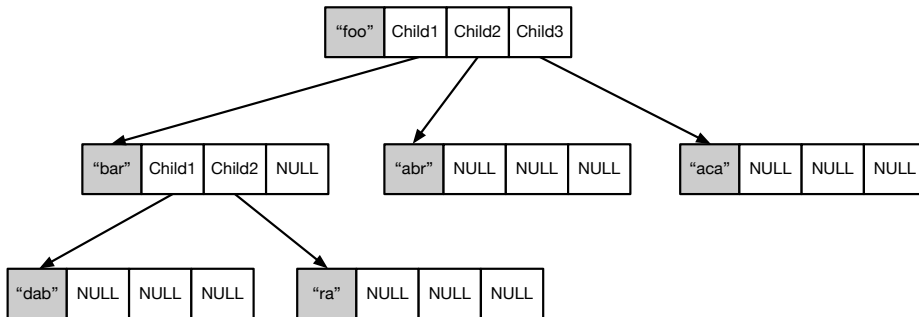 “foo” Child1 Child2 Child3
“bar” Child1 Child2 NULL “abr” NULL NULL NULL “aca” NULL NULL NULL
“dab” NULL NULL NULL “ra” NULL NULL NULL